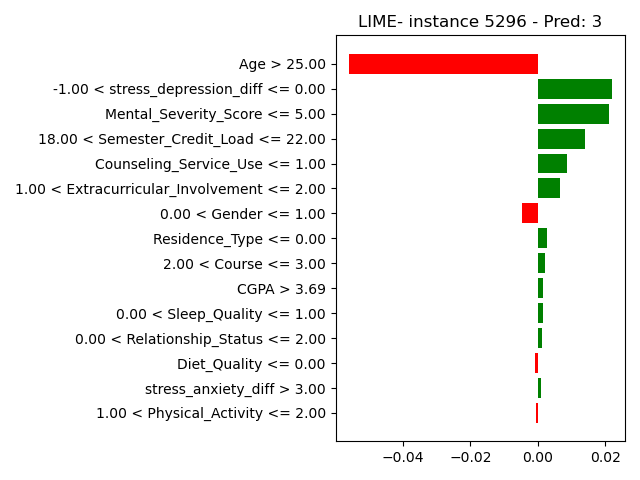 LIME- instance 5296 - Pred: 3
Age > 25.00
-1.00 < stress_depression_diff <= 0.00
Mental_Severity_Score <= 5.00
18.00 < Semester_Credit_Load <= 22.00
Counseling_Service_Use <= 1.00
1.00 < Extracurricular_Involvement <= 2.00
0.00 < Gender <= 1.00
Residence_Type <= 0.00
2.00 < Course <= 3.00
CGPA > 3.69
0.00 < Sleep_Quality <= 1.00
0.00 < Relationship_Status <= 2.00
Diet_Quality <= 0.00
stress_anxiety_diff > 3.00
1.00 < Physical_Activity <= 2.00
−0.04 −0.02 0.00 0.02